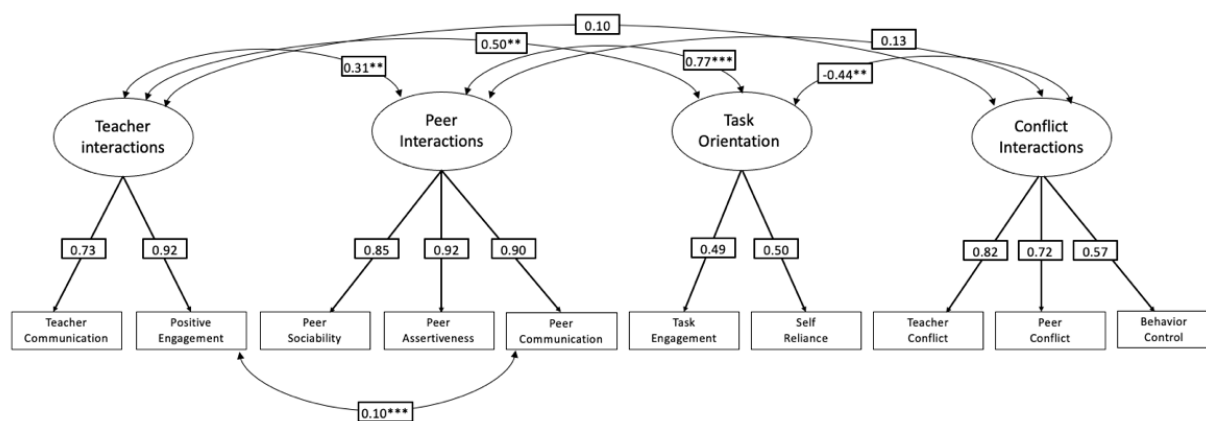 0.10
0.50**
0.13
0.31**
0.77***
-0.44**
Teacher
interactions
Peer
Interactions
Task
Orientation
Conflict
Interactions
0.73
0.92
0.85
0.92
0.90
0.49
0.50
0.82
0.72
0.57
Teacher
Communication
Positive
Engagement
Peer
Sociability
Peer
Assertiveness
Peer
Communication
Task
Engagement
Self
Reliance
Teacher
Conflict
Peer
Conflict
Behavior
Control
0.10***